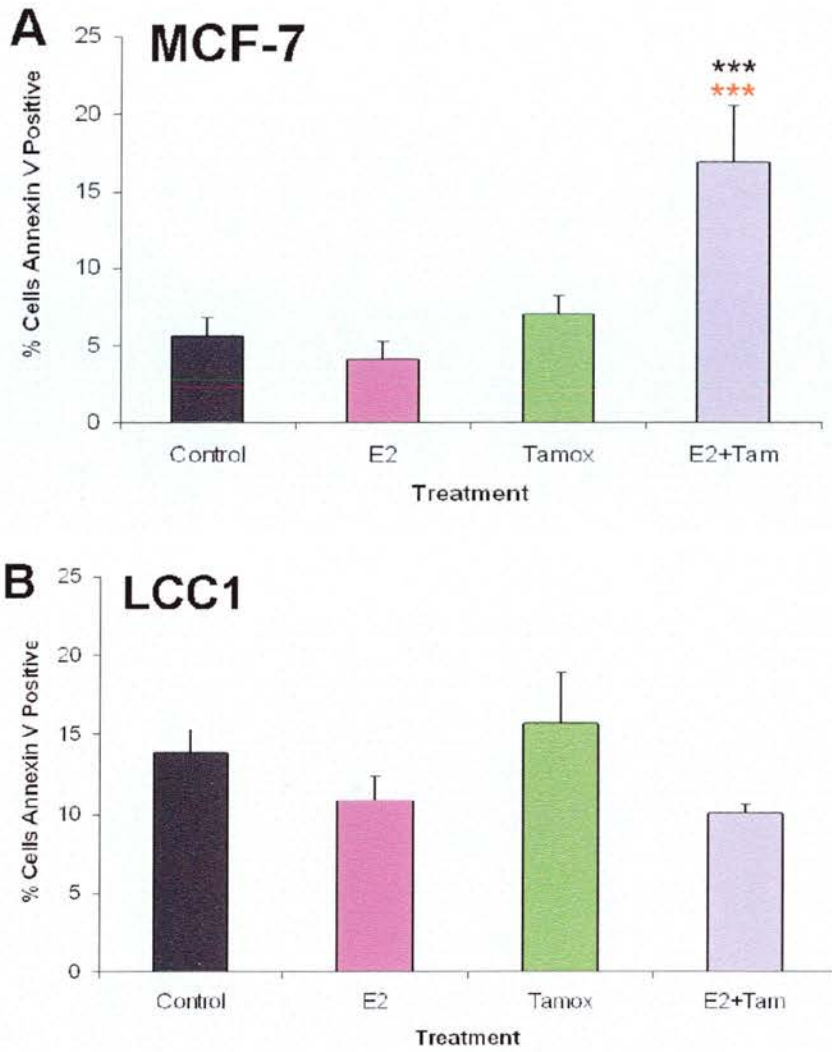 A
MCF-7
% Cells Annexin V Positive
25
20
15
10
5
0
***
***
Control E2 Tamox E2+Tam
Treatment
B
LCC1
% Cells Annexin V Positive
25
20
15
10
5
0
Control E2 Tamox E2+Tam
Treatment